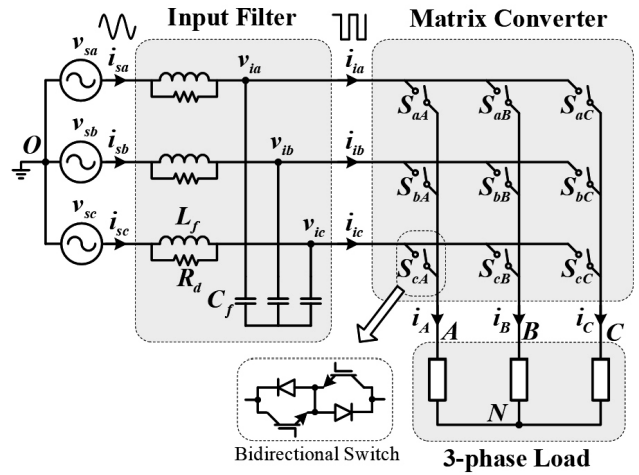 Input Filter
Matrix Converter
v_sa
i_sa
v_ia
i_ia
S_aA
S_aB
S_aC
O
v_sb
i_sb
v_ib
i_ib
S_bA
S_bB
S_bC
v_sc
i_sc
L_f
R_d
v_ic
i_ic
S_cA
S_cB
S_cC
C_f
i_A
A
i_B
B
i_C
C
N
Bidirectional Switch
3-phase Load